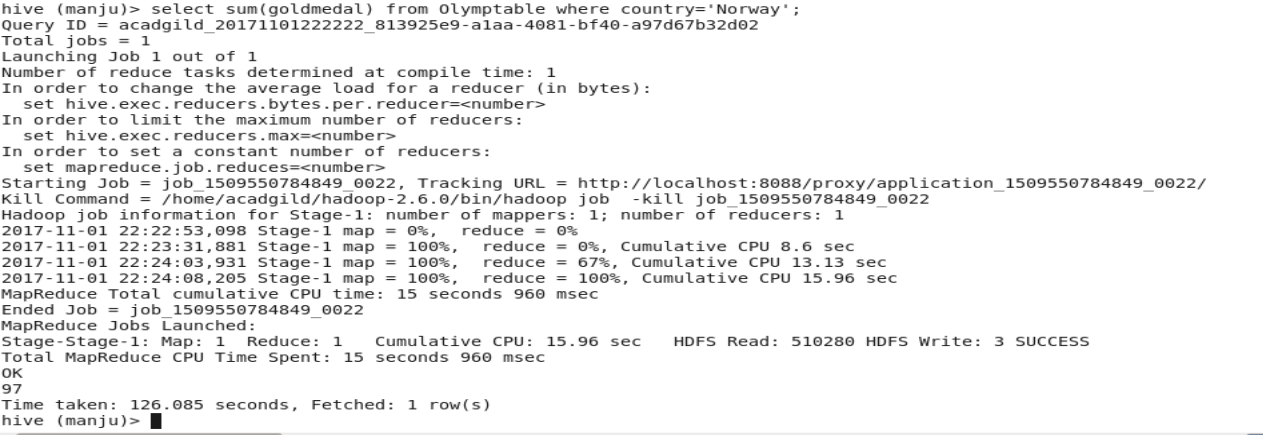 hive (manju)> select sum(goldmedal) from Olymptable where country='Norway';
Query ID = acadgild_20171101222222_813925e9-a1aa-4081-bf40-a97d67b32d02
Total jobs = 1
Launching Job 1 out of 1
Number of reduce tasks determined at compile time: 1
In order to change the average load for a reducer (in bytes):
  set hive.exec.reducers.bytes.per.reducer=<number>
In order to limit the maximum number of reducers:
  set hive.exec.reducers.max=<number>
In order to set a constant number of reducers:
  set mapreduce.job.reduces=<number>
Starting Job = job_1509550784849_0022, Tracking URL = http://localhost:8088/proxy/application_1509550784849_0022/
Kill Command = /home/acadgild/hadoop-2.6.0/bin/hadoop job  -kill job_1509550784849_0022
Hadoop job information for Stage-1: number of mappers: 1; number of reducers: 1
2017-11-01 22:22:53,098 Stage-1 map = 0%,  reduce = 0%
2017-11-01 22:23:31,881 Stage-1 map = 100%,  reduce = 0%, Cumulative CPU 8.6 sec
2017-11-01 22:24:03,931 Stage-1 map = 100%,  reduce = 67%, Cumulative CPU 13.13 sec
2017-11-01 22:24:08,205 Stage-1 map = 100%,  reduce = 100%, Cumulative CPU 15.96 sec
MapReduce Total cumulative CPU time: 15 seconds 960 msec
Ended Job = job_1509550784849_0022
MapReduce Jobs Launched:
Stage-Stage-1: Map: 1  Reduce: 1   Cumulative CPU: 15.96 sec   HDFS Read: 510280 HDFS Write: 3 SUCCESS
Total MapReduce CPU Time Spent: 15 seconds 960 msec
OK
97
Time taken: 126.085 seconds, Fetched: 1 row(s)
hive (manju)>